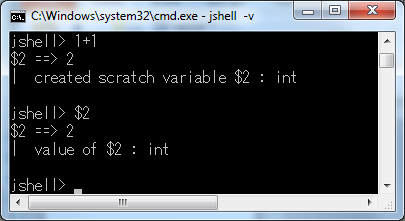 C:\Windows\system32\cmd.exe - jshell -v
jshell> 1+1
$2 ==> 2
|  created scratch variable $2 : int
jshell> $2
$2 ==> 2
|  value of $2 : int
jshell>